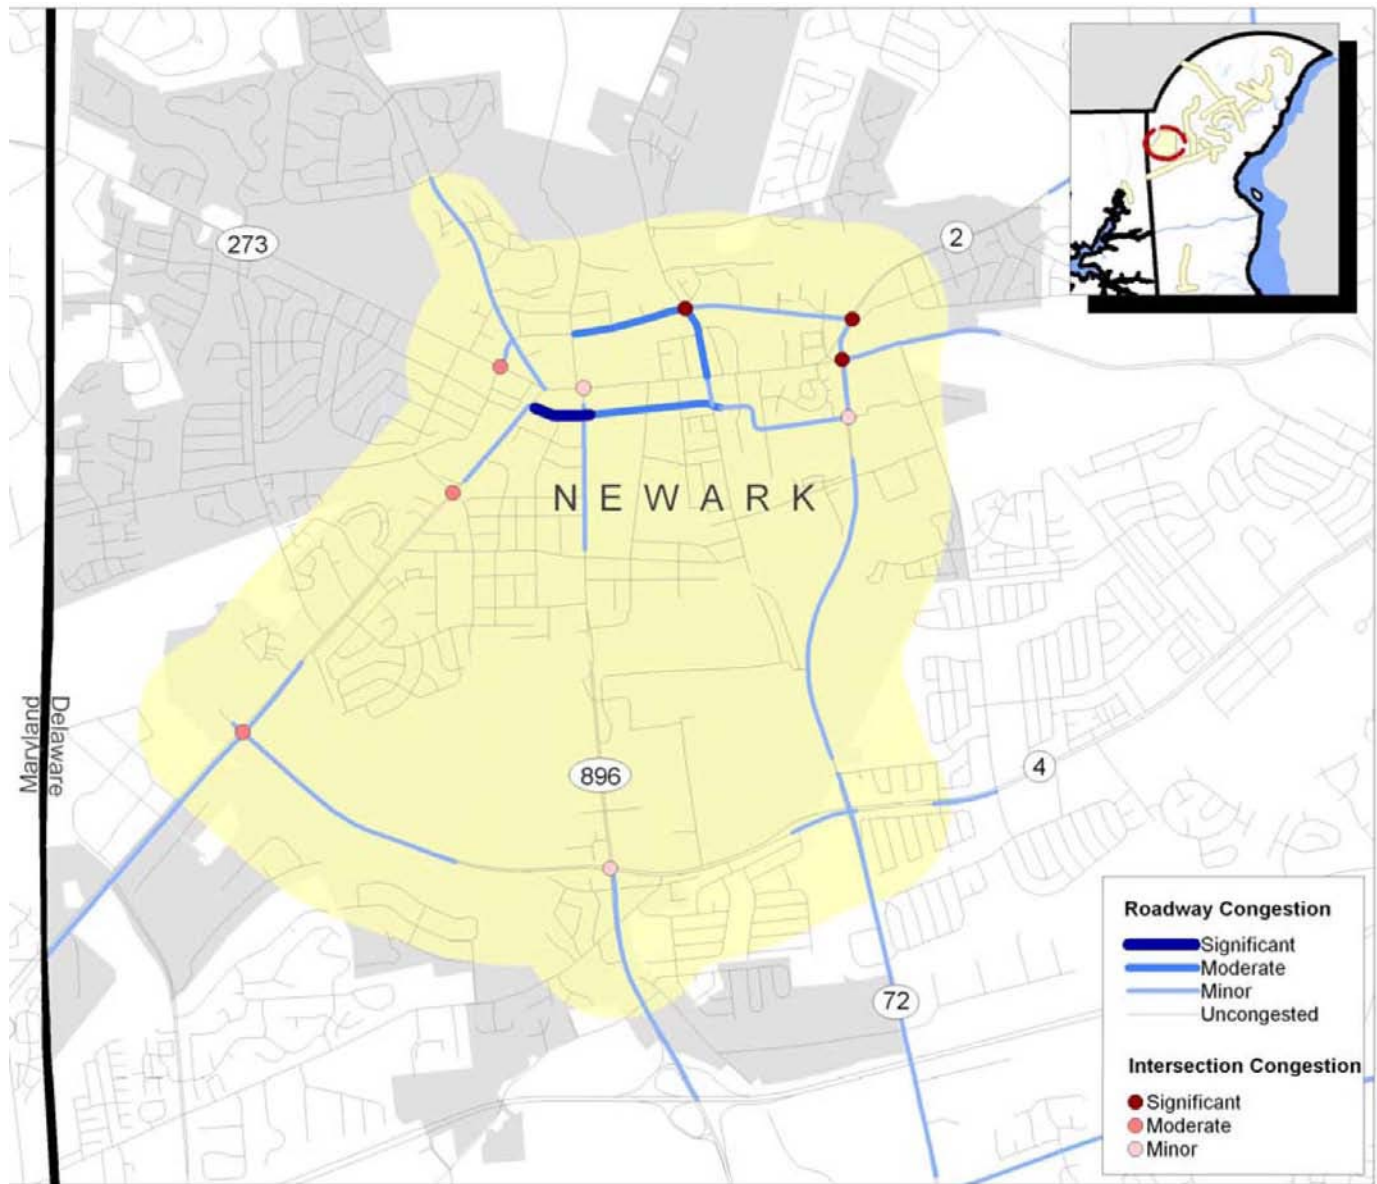 273
2
NEWARK
Maryland
Delaware
896
4
72
Roadway Congestion
Significant
Moderate
Minor
Uncongested
Intersection Congestion
Significant
Moderate
Minor